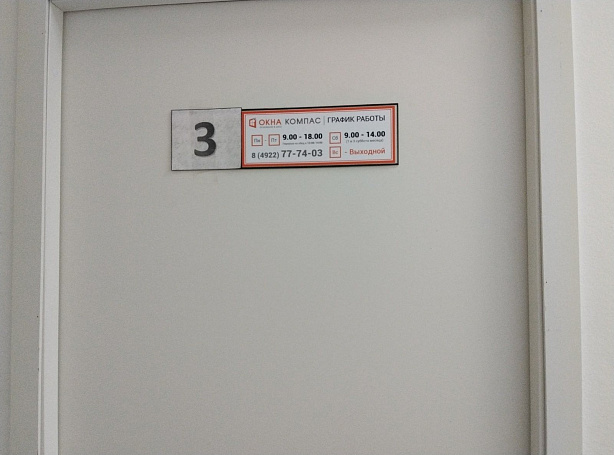 3
ОКНА КОМПАС | ГРАФИК РАБОТЫ
Пн - Пт 9.00 - 18.00
8 (4922) 77-74-03
Сб 9.00 - 14.00
Вс - Выходной